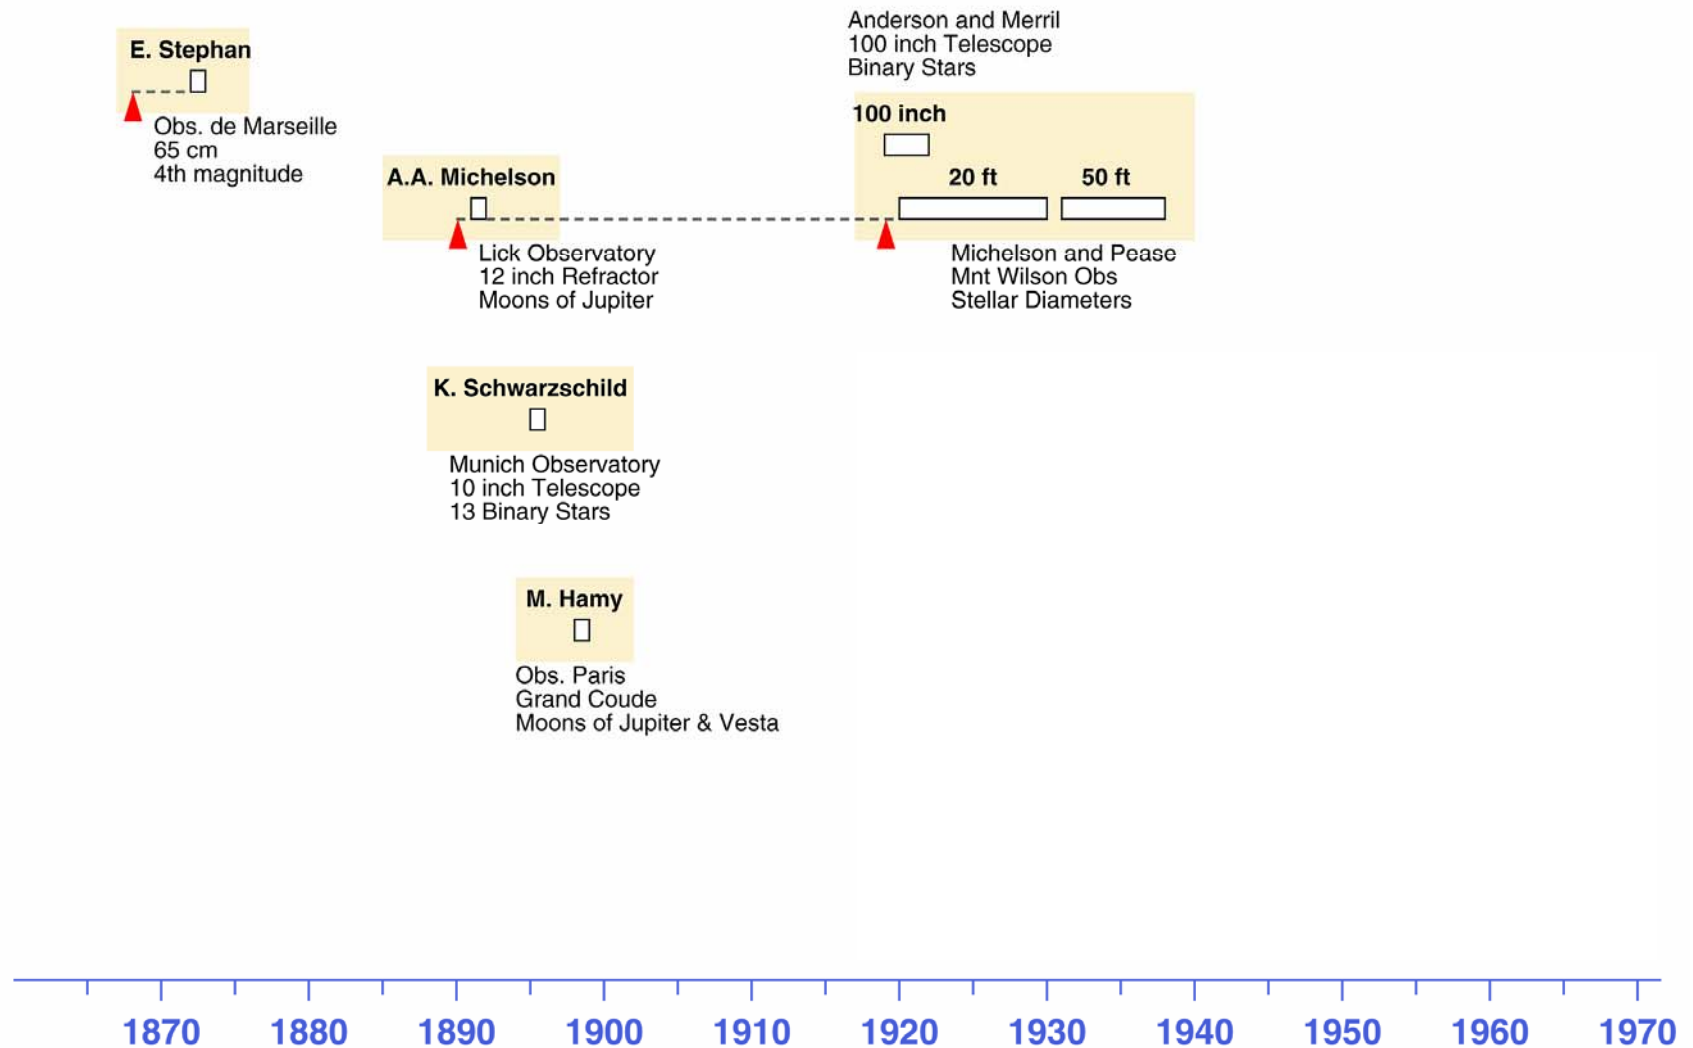 E. Stephan
Obs. de Marseille
65 cm
4th magnitude
A.A. Michelson
Lick Observatory
12 inch Refractor
Moons of Jupiter
Anderson and Merril
100 inch Telescope
Binary Stars
100 inch
20 ft
50 ft
Michelson and Pease
Mnt Wilson Obs
Stellar Diameters
K. Schwarzschild
Munich Observatory
10 inch Telescope
13 Binary Stars
M. Hamy
Obs. Paris
Grand Coude
Moons of Jupiter & Vesta
1870 1880 1890 1900 1910 1920 1930 1940 1950 1960 1970